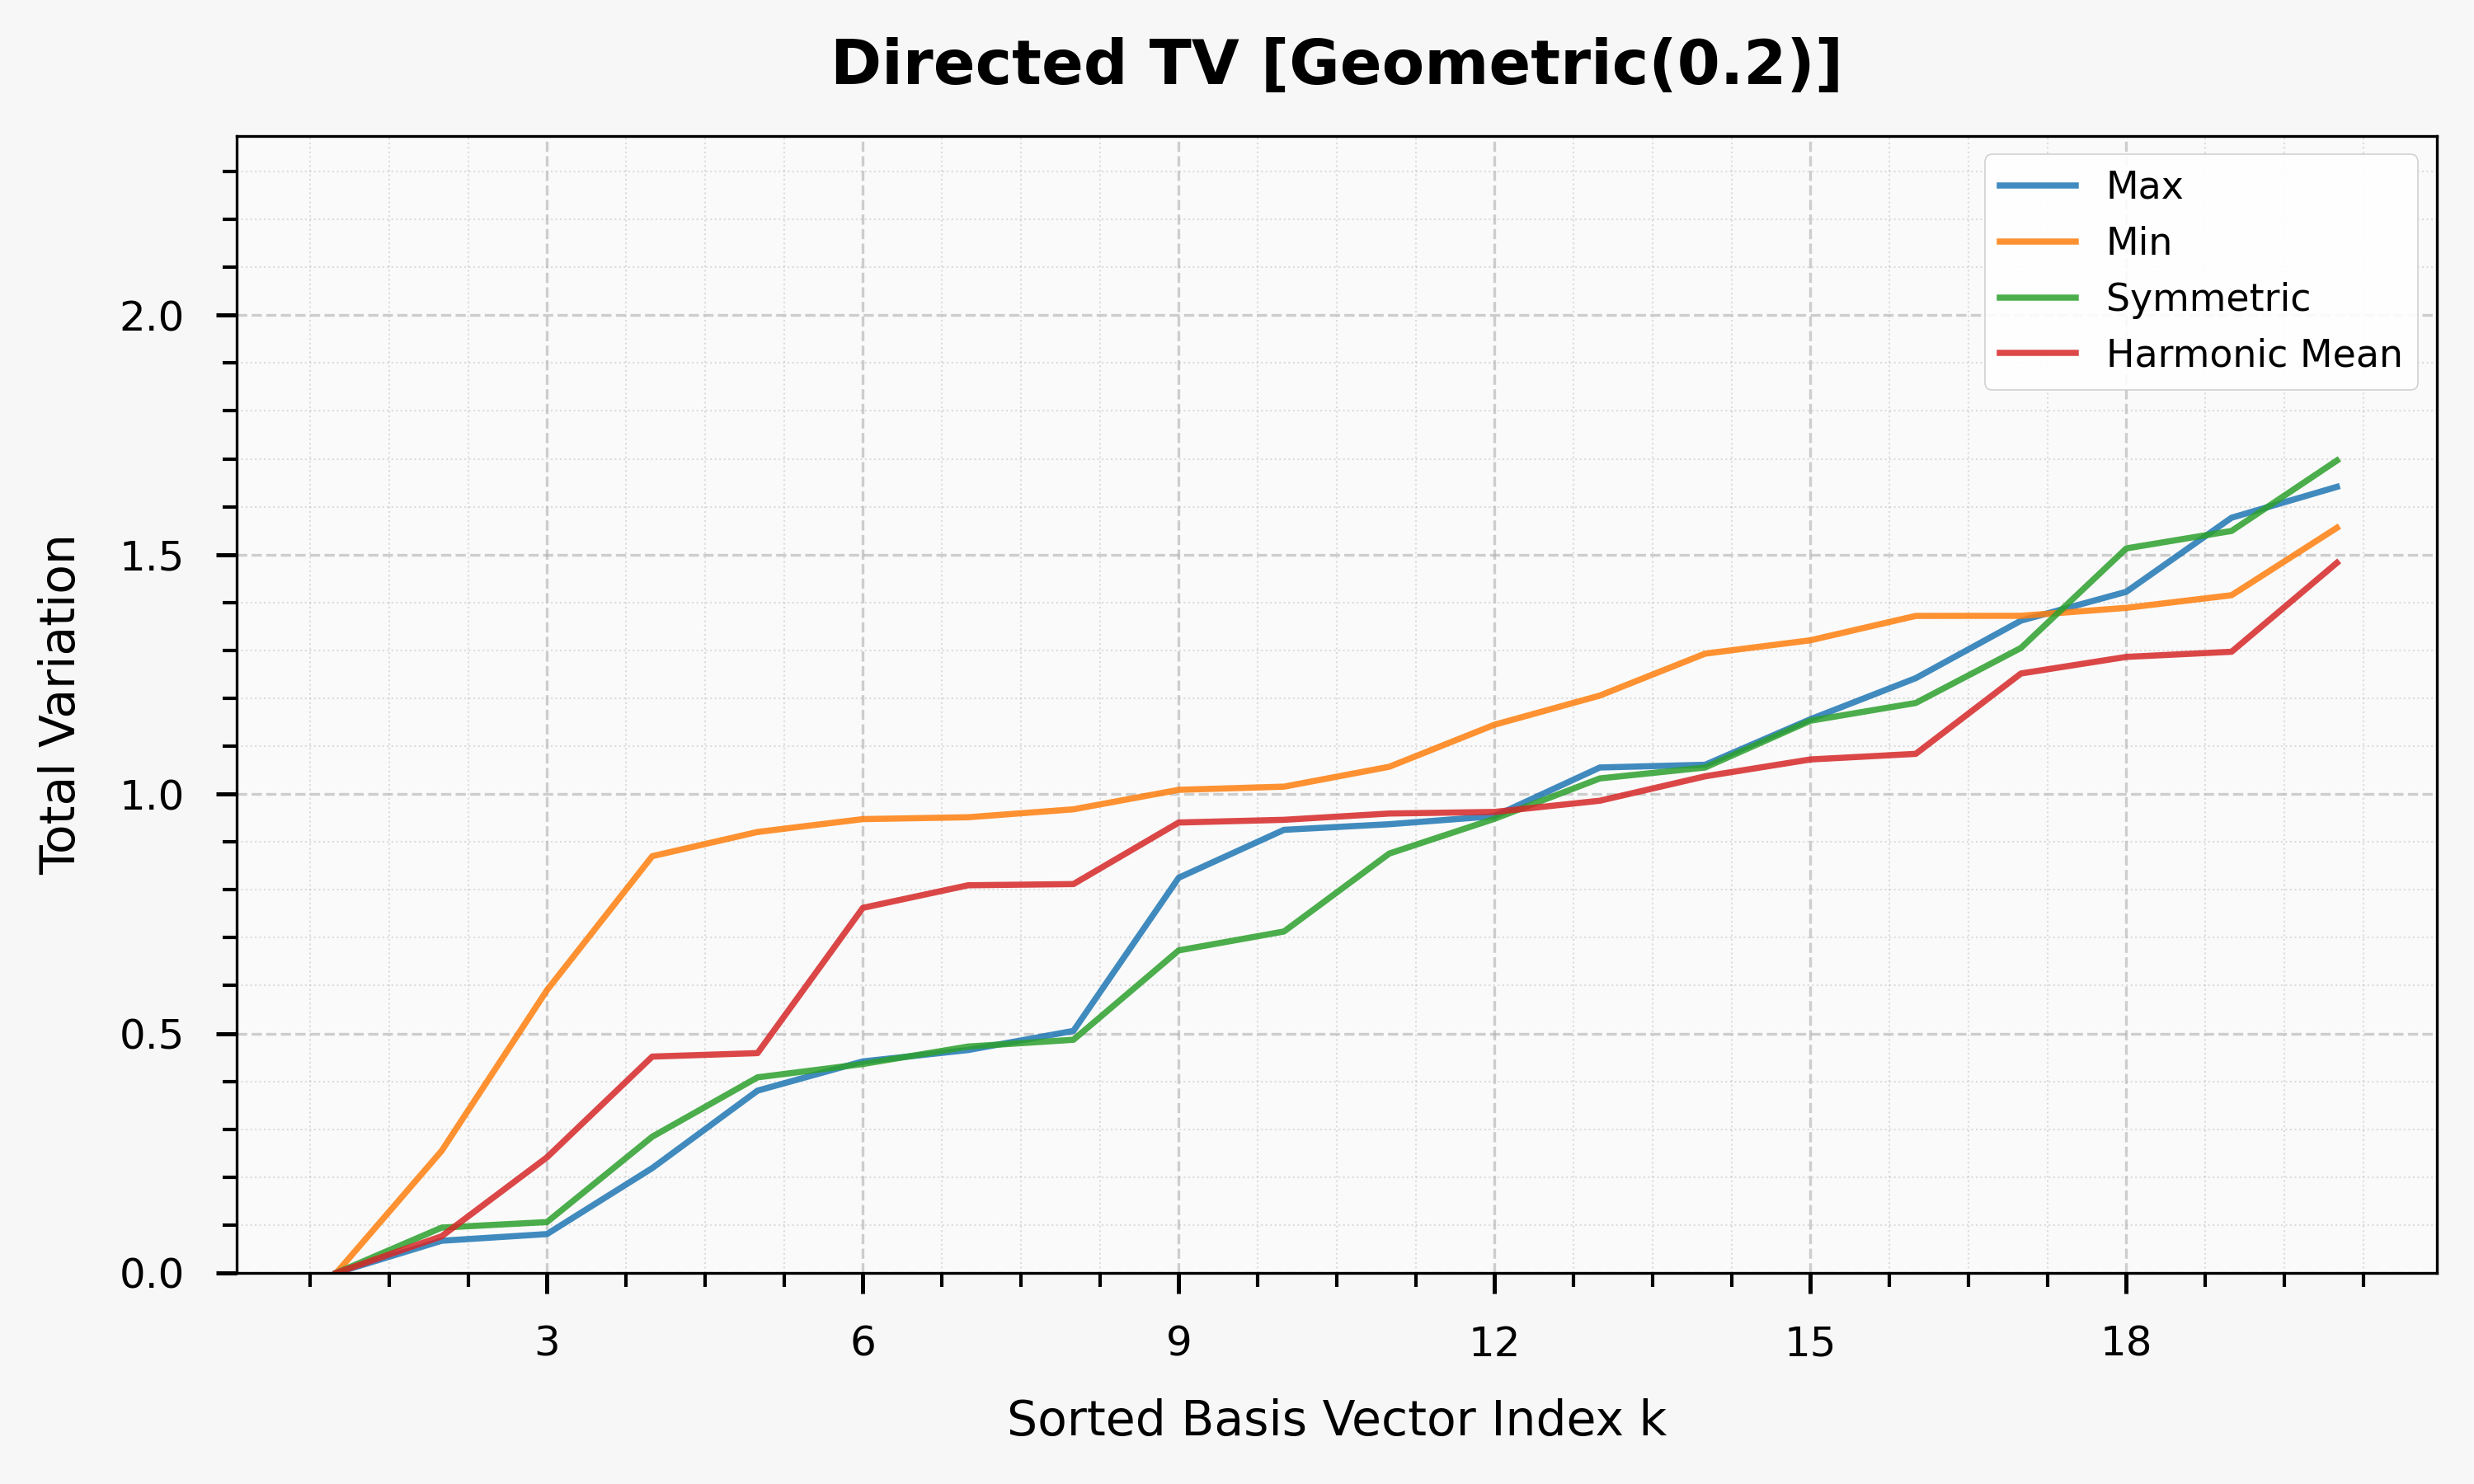 Directed TV [Geometric(0.2)]
Max
Min
Symmetric
Harmonic Mean
Total Variation
2.0
1.5
1.0
0.5
0.0
3 6 9 12 15 18
Sorted Basis Vector Index k